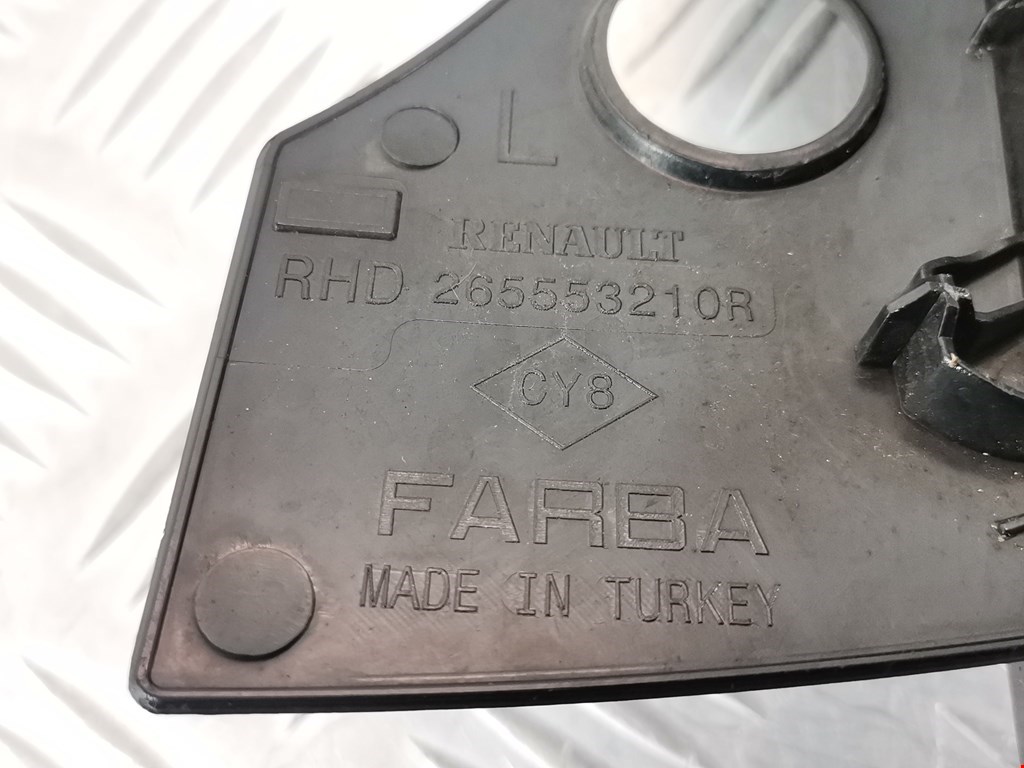 L
RENAULT
RHD 265553210R
CY8
FARBA
MADE IN TURKEY